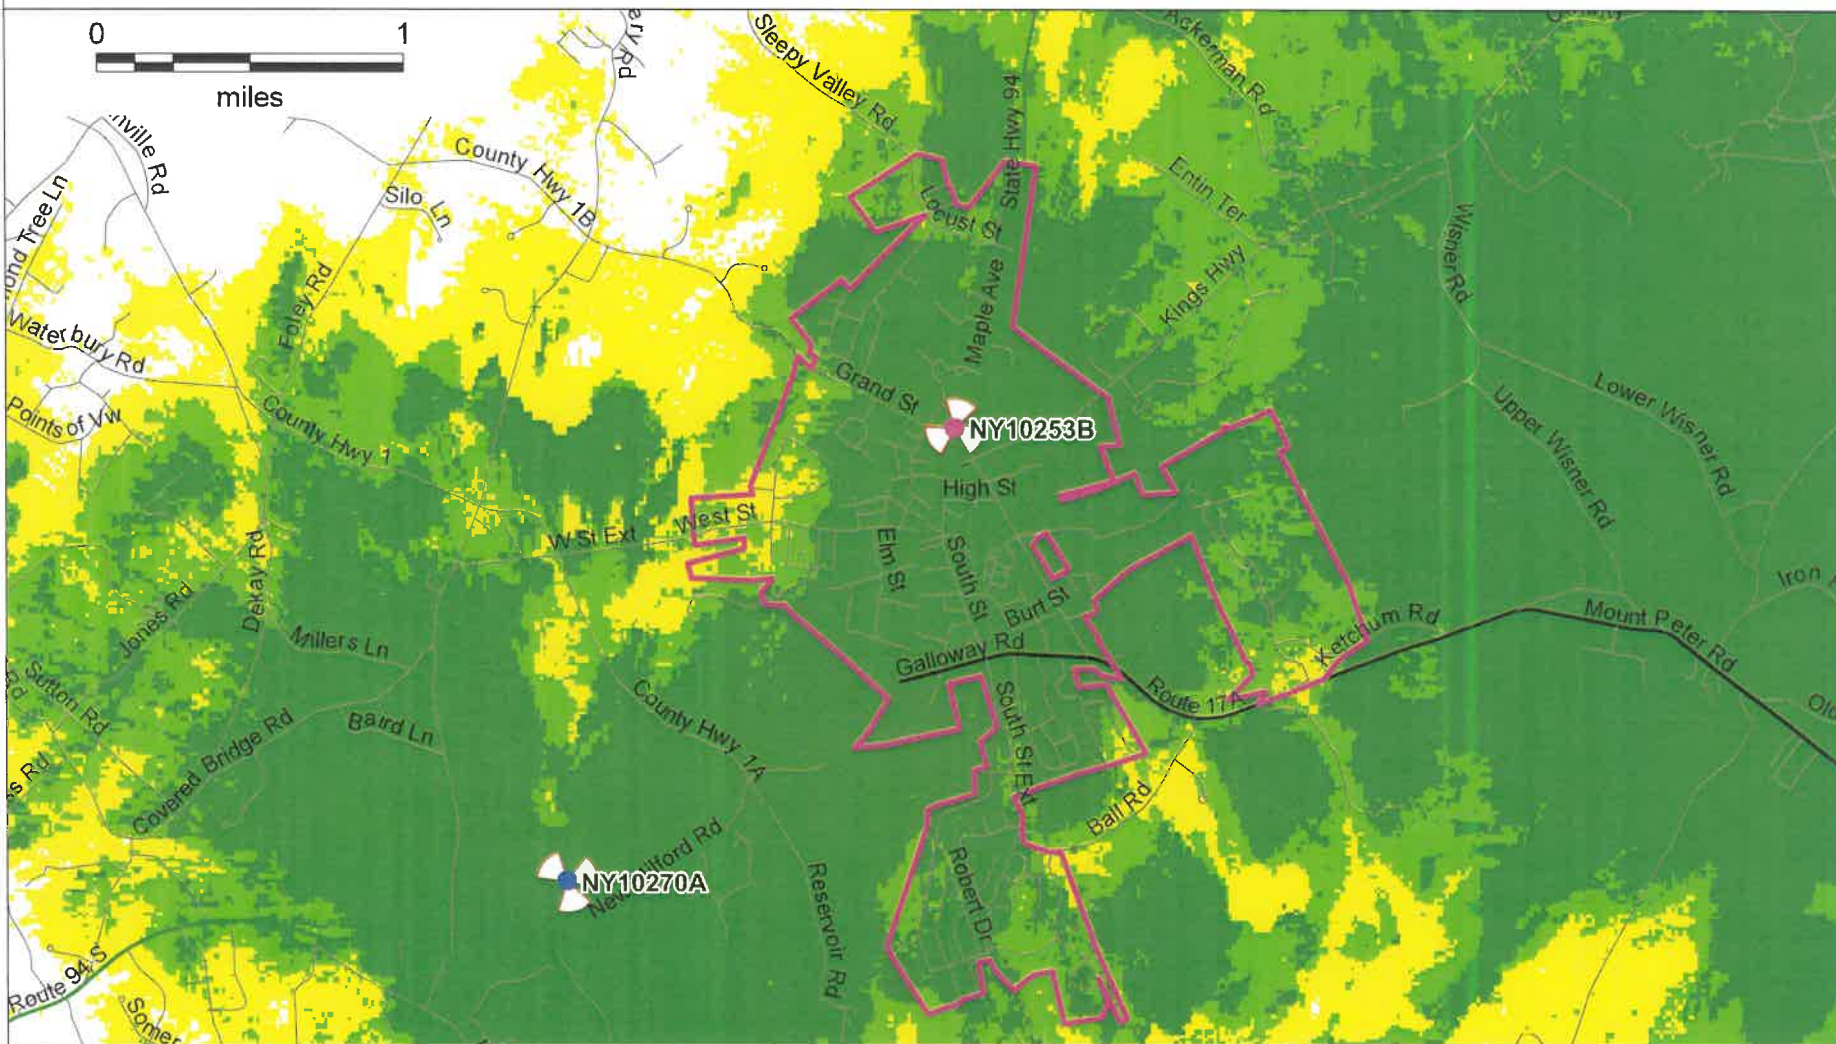 0 1
miles
Sleepy Valley Rd
State Hwy 94
Ackerman Rd
County Hwy 1B
Silo Ln
Foley Rd
Waterbury Rd
Points of Vw
County Hwy 1
Locust St
Entin Ter
Kings Hwy
Maple Ave
Wisner Rd
Grand St
NY10253B
High St
Lower Wisner Rd
Upper Wisner Rd
W St Ext
West St
Elm St
South St
Burt St
Dekay Rd
Jones Rd
Millers Ln
Galloway Rd
Ketchum Rd
Mount Peter Rd
Iron
Route 17A
Sutton Rd
Rd
Baird Ln
Covered Bridge Rd
County Hwy 1A
South St Ext
Old
Ball Rd
NY10270A
Robert Dr
Reservoir Rd
Route 94 S